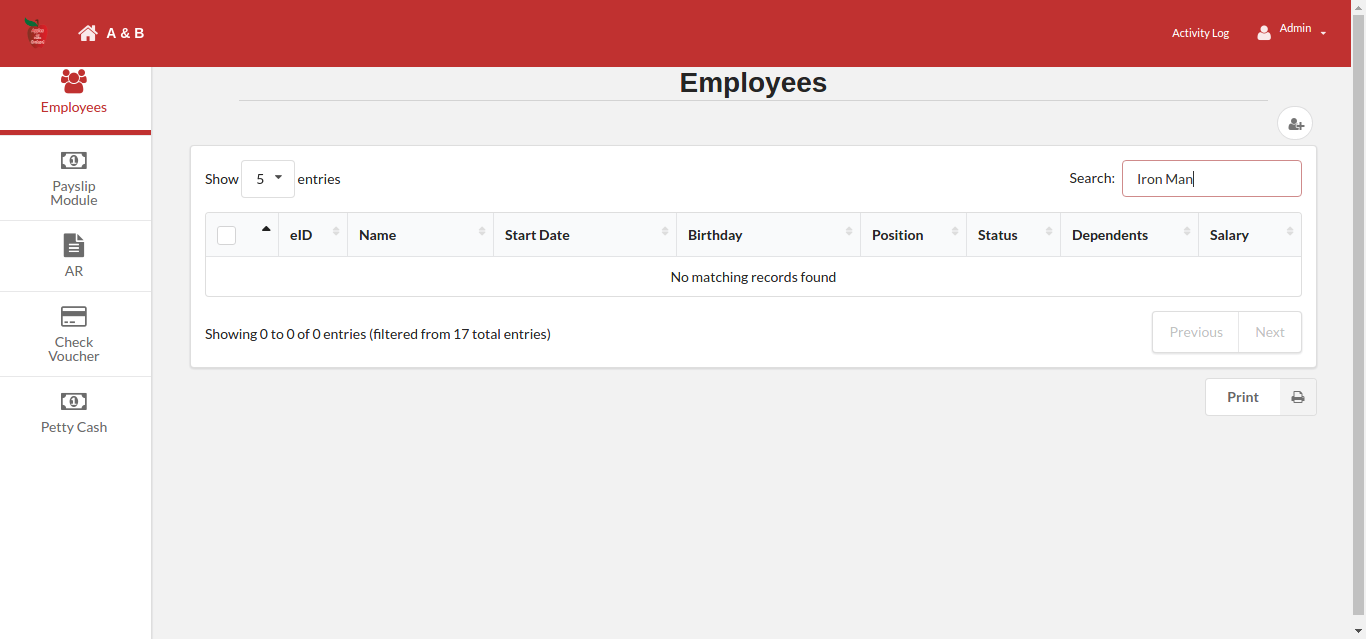 A & B
Activity Log
Admin
Employees
Payslip
Module
AR
Check
Voucher
Petty Cash
Employees
Show 5 entries
Search: Iron Man
eID Name Start Date Birthday Position Status Dependents Salary
No matching records found
Showing 0 to 0 of 0 entries (filtered from 17 total entries)
Previous Next
Print